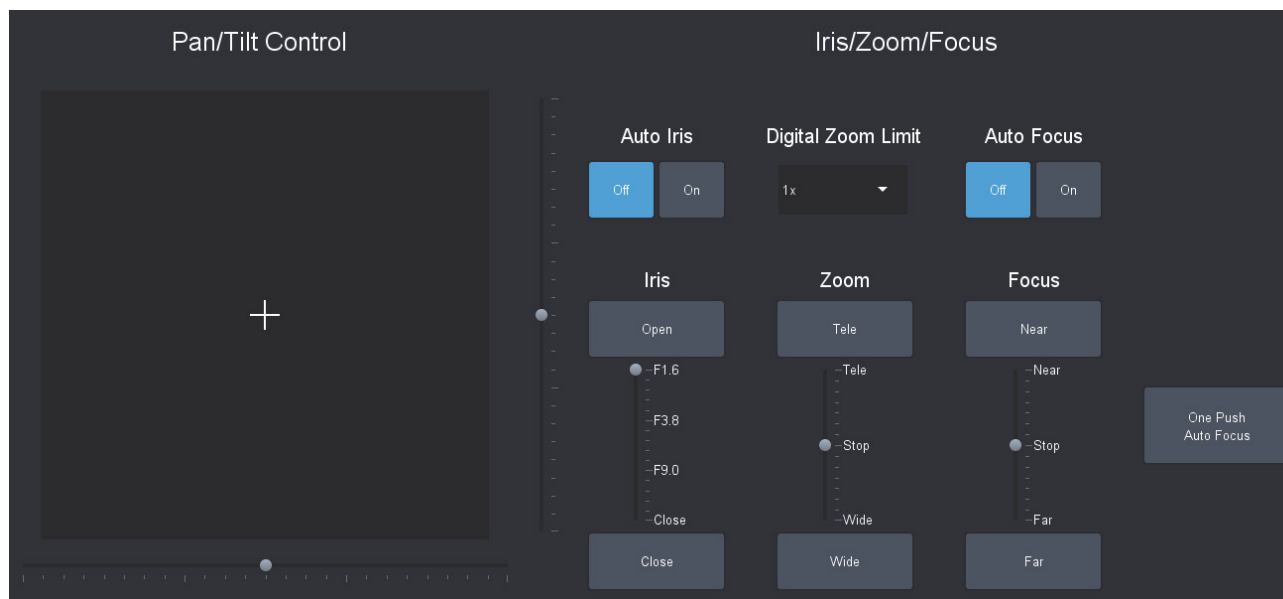 Pan/Tilt Control
Iris/Zoom/Focus
Auto Iris
Digital Zoom Limit
Auto Focus
Off
On
1x
Off
On
Iris
Zoom
Focus
Open
Tele
Near
F1.6
F3.8
F9.0
Close
Tele
Stop
Wide
Near
Stop
Far
One Push
Auto Focus
Close
Wide
Far